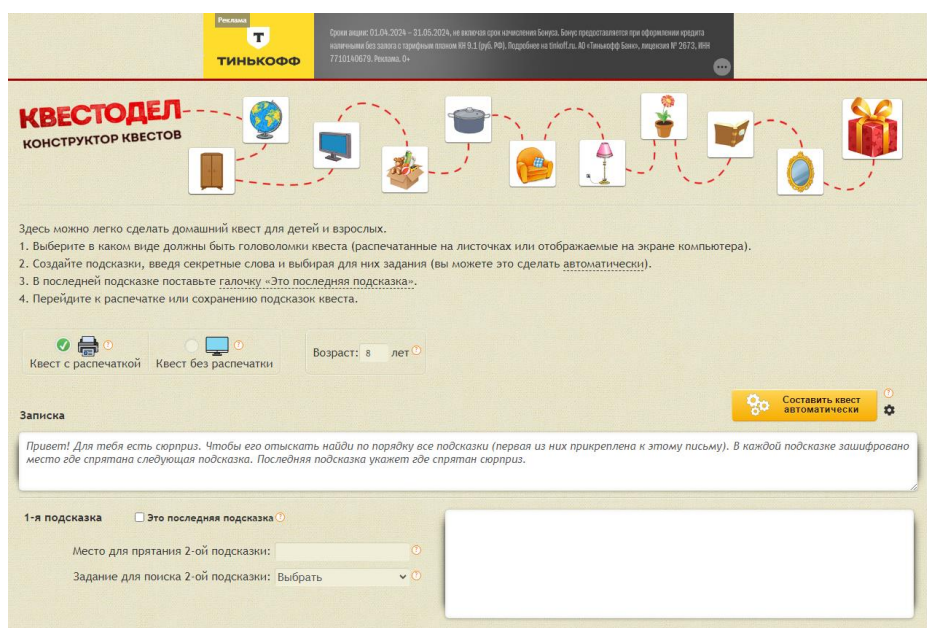 Реклама
ТИНЬКОФФ
Сроки акции: 01.04.2024 – 31.05.2024, не включая срок начисления Бонуса. Бонус предоставляется при оформлении кредита
наличными без залога с тарифным планом КН 9.1 (руб. РФ). Подробнее на tinkoff.ru. АО «Тинькофф Банк», лицензия № 2673, ИНН
7710140679. Реклама. 0+
КВЕСТОДЕЛ
КОНСТРУКТОР КВЕСТОВ
Здесь можно легко сделать домашний квест для детей и взрослых.
1. Выберите в каком виде должны быть головоломки квеста (распечатанные на листочках или отображаемые на экране компьютера).
2. Создайте подсказки, введя секретные слова и выбирая для них задания (вы можете это сделать автоматически).
3. В последней подсказке поставьте галочку «Это последняя подсказка».
4. Перейдите к распечатке или сохранению подсказок квеста.
Квест с распечаткой Квест без распечатки
Возраст: 8 лет
Составить квест
автоматически
Записка
Привет! Для тебя есть сюрприз. Чтобы его отыскать найди по порядку все подсказки (первая из них прикреплена к этому письму). В каждой подсказке зашифровано
место где спрятана следующая подсказка. Последняя подсказка укажет где спрятан сюрприз.
1-я подсказка Это последняя подсказка
Место для прятания 2-ой подсказки:
Задание для поиска 2-ой подсказки: Выбрать